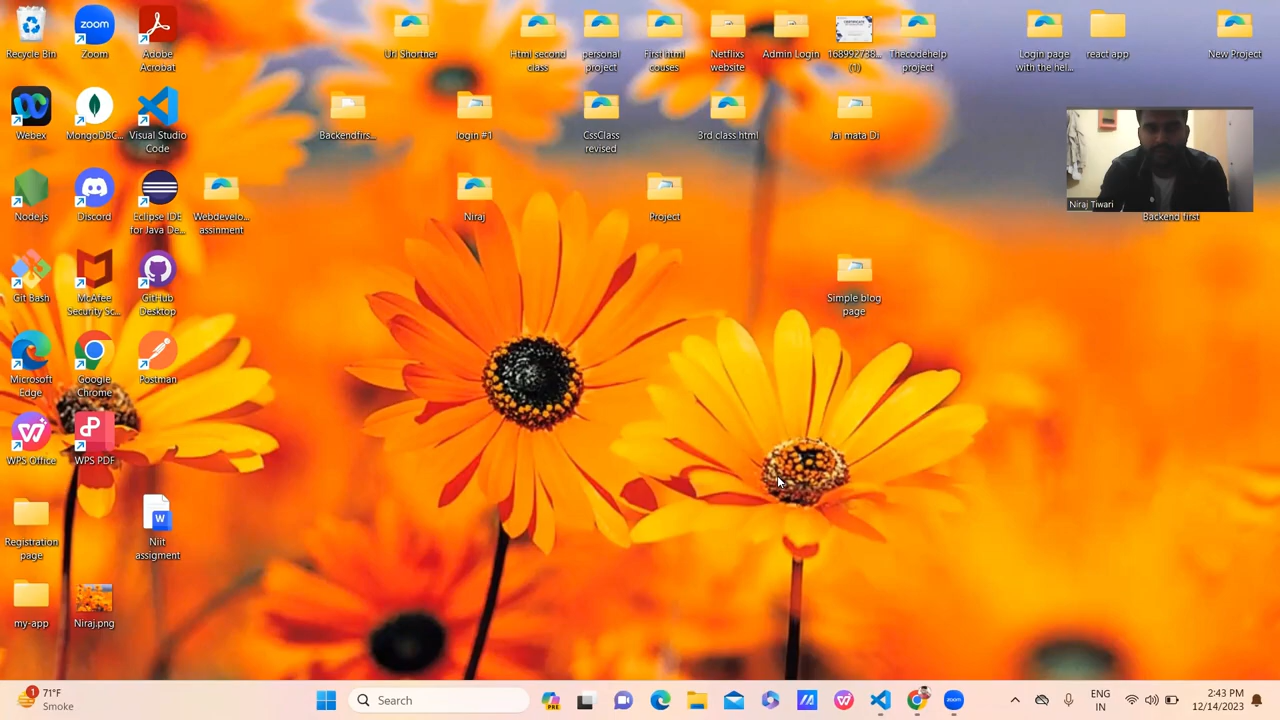 Recycle Bin
Zoom
Adobe
Acrobat
Url Shorther
Html second
class
personal
project
First html
couses
Netflixs
website
Admin Login
168992738...
(1)
Thecodehelp
project
Login page
with the hel...
react app
New Project
Webex
MongoDBC...
Visual Studio
Code
Backendfirs...
login #1
CssClass
revised
3rd class html
Jai mata Di
Niraj Tiwari
Backend first
Node.js
Discord
Eclipse IDE
for Java De...
Webdevelo...
assinment
Niraj
Project
Git Bash
McAfee
Security Sc...
GitHub
Desktop
Simple blog
page
Microsoft
Edge
Google
Chrome
Postman
WPS Office
WPS PDF
Registration
page
Niit
assigment
my-app
Niraj.png
1
71°F
Smoke
Search
PRE
ENG
IN
2:43 PM
12/14/2023